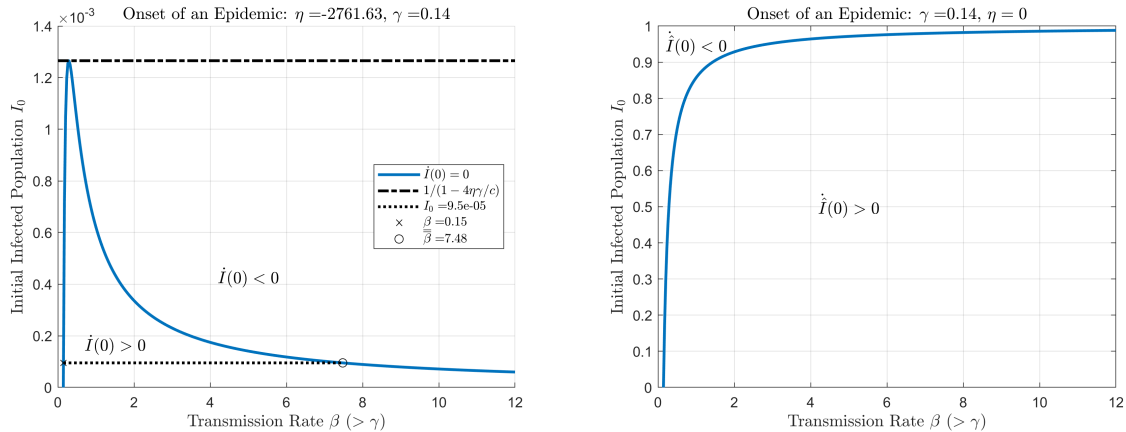 Onset of an Epidemic: η =-2761.63, γ =0.14
×10⁻³
1.4
1.2
1
0.8
0.6
0.4
0.2
0
Initial Infected Population I₀
İ(0) = 0
1/(1 − 4ηγ/c)
I₀ =9.5e-05
β̲ =0.15
β̅ =7.48
İ(0) < 0
İ(0) > 0
0 2 4 6 8 10 12
Transmission Rate β (> γ)
Onset of an Epidemic: γ =0.14, η = 0
1
0.9
0.8
0.7
0.6
0.5
0.4
0.3
0.2
0.1
0
Initial Infected Population I₀
Î̇(0) < 0
Î̇(0) > 0
0 2 4 6 8 10 12
Transmission Rate β (> γ)